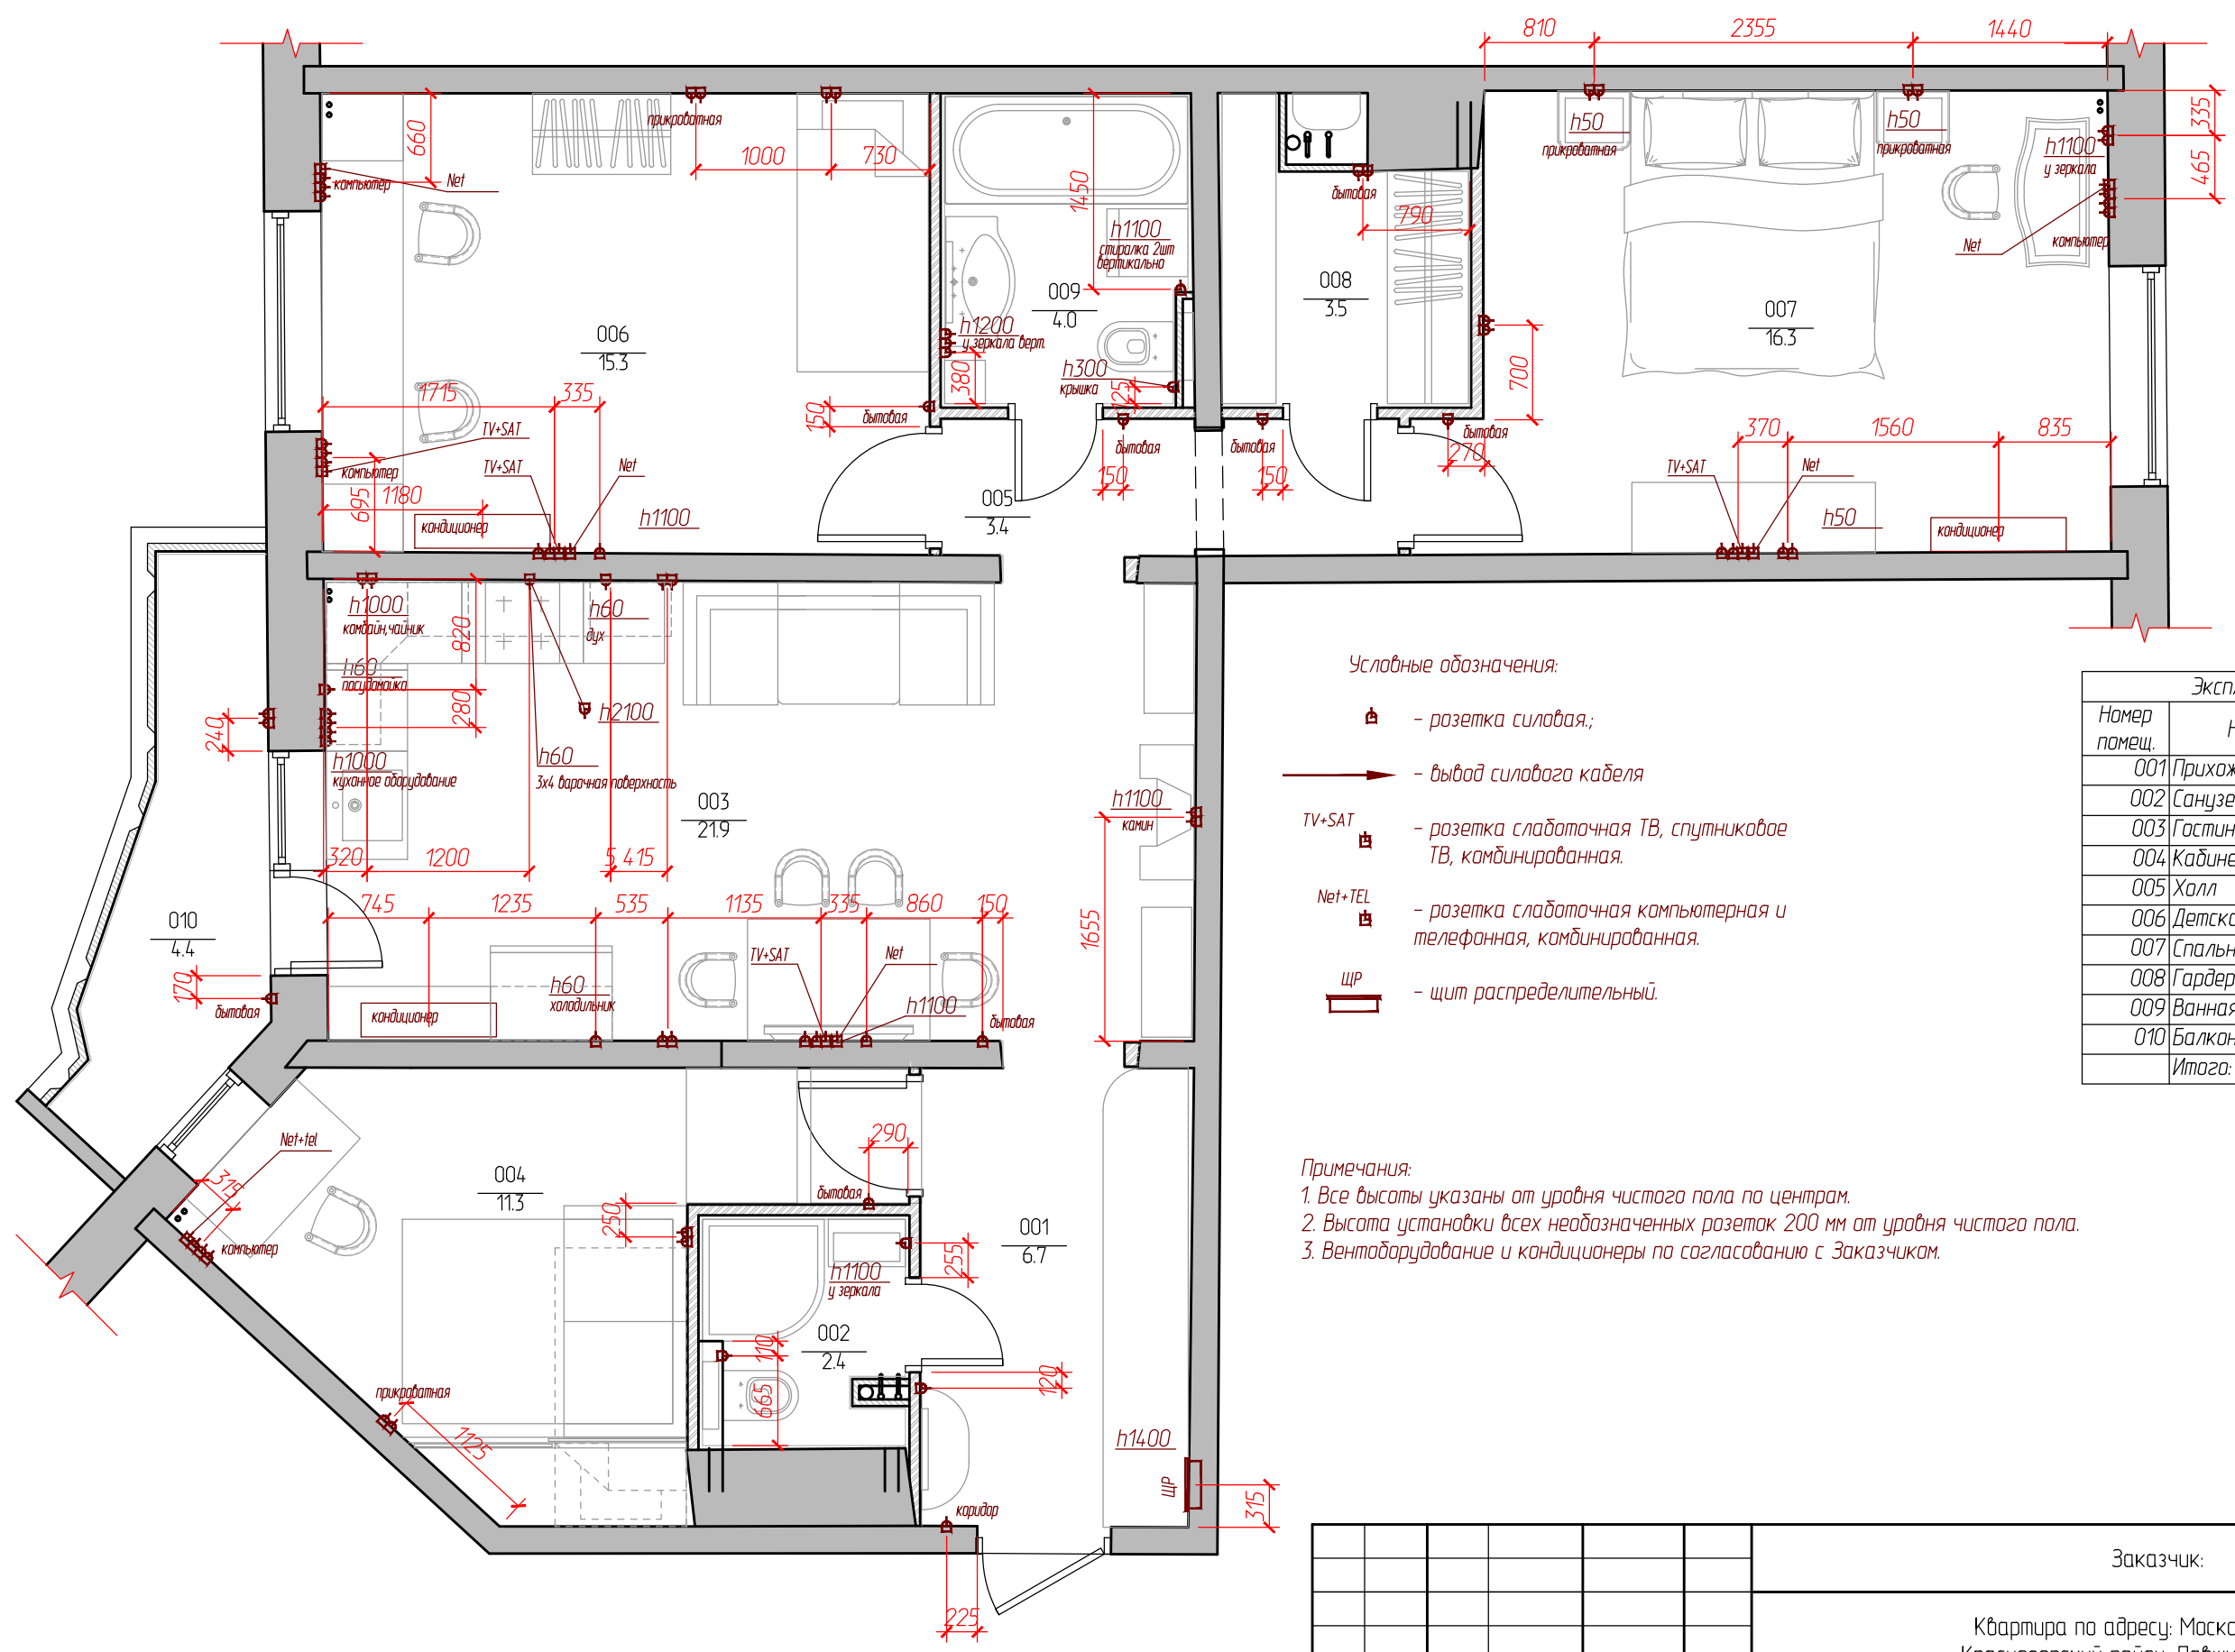 810
2355
1440
660
прикроватная
1000
730
Net
компьютер
1450
h1100
стиралка 2шт
вертикально
009
4.0
h1200
у зеркала верт.
380
h300
крышка
125
006
15.3
1715
335
150
бытовая
TV+SAT
компьютер
695
1180
TV+SAT
Net
кондиционер
h1100
бытовая
790
008
3.5
h50
прикроватная
h50
прикроватная
h1100
у зеркала
335
465
Net
компьютер
007
16.3
700
бытовая
150
бытовая
150
бытовая
270
005
3.4
370
1560
835
TV+SAT
Net
h50
кондиционер
h1000
комбайн,чайник
820
h60
дух
h60
посудомойка
280
240
h2100
h60
3х4 варочная поверхность
h1000
кухонное оборудование
003
21.9
h1100
камин
320
1200
5
415
745
1235
535
1135
335
860
150
1655
010
4.4
170
бытовая
кондиционер
h60
холодильник
TV+SAT
Net
h1100
бытовая
Условные обозначения:
- розетка силовая.;
- вывод силового кабеля
TV+SAT
- розетка слаботочная ТВ, спутниковое
ТВ, комбинированная.
Net+TEL
- розетка слаботочная компьютерная и
телефонная, комбинированная.
ЩР
- щит распределительный.
Номер
помещ.
001
002
003 Гостин
004
005 Холл
006
007 Спальн
008 Гардер
009 Ванная
010 Балкон
Итого:
Net+tel
315
компьютер
004
11.3
290
бытовая
250
001
6.7
255
h1100
у зеркала
002
2.4
110
665
120
прикроватная
1125
h1400
ЩР
315
коридор
225
Примечания:
1. Все высоты указаны от уровня чистого пола по центрам.
2. Высота установки всех необозначенных розеток 200 мм от уровня чистого пола.
3. Вентоборудование и кондиционеры по согласованию с Заказчиком.
Заказчик:
Квартира по адресу: